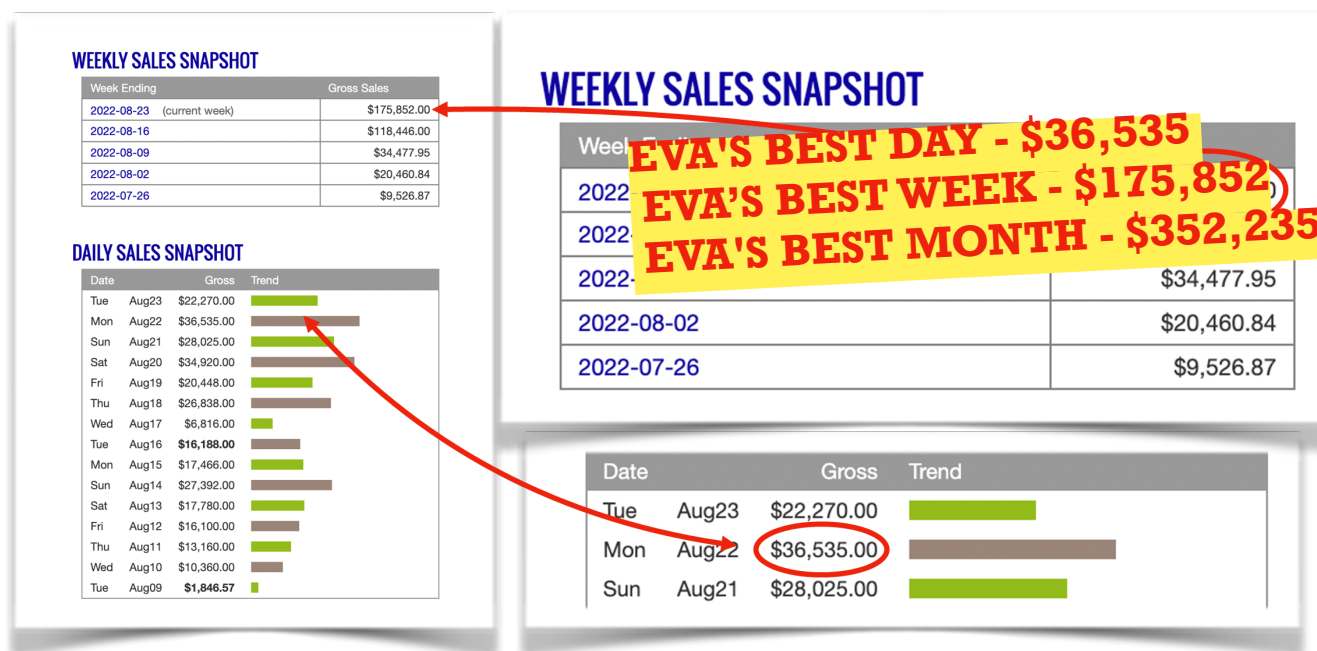 WEEKLY SALES SNAPSHOT
Week Ending Gross Sales
2022-08-23 (current week) $175,852.00
2022-08-16 $118,446.00
2022-08-09 $34,477.95
2022-08-02 $20,460.84
2022-07-26 $9,526.87
DAILY SALES SNAPSHOT
Date Gross Trend
Tue Aug23 $22,270.00
Mon Aug22 $36,535.00
Sun Aug21 $28,025.00
Sat Aug20 $34,920.00
Fri Aug19 $20,448.00
Thu Aug18 $26,838.00
Wed Aug17 $6,816.00
Tue Aug16 $16,188.00
Mon Aug15 $17,466.00
Sun Aug14 $27,392.00
Sat Aug13 $17,780.00
Fri Aug12 $16,100.00
Thu Aug11 $13,160.00
Wed Aug10 $10,360.00
Tue Aug09 $1,846.57
WEEKLY SALES SNAPSHOT
Week
EVA'S BEST DAY - $36,535
2022
EVA’S BEST WEEK - $175,852
2022-
EVA'S BEST MONTH - $352,235
2022- $34,477.95
2022-08-02 $20,460.84
2022-07-26 $9,526.87
Date Gross Trend
Tue Aug23 $22,270.00
Mon Aug22 $36,535.00
Sun Aug21 $28,025.00